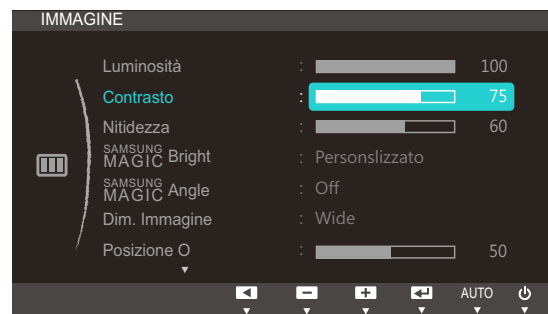 IMMAGINE
Luminosità : 100
Contrasto : 75
Nitidezza : 60
SAMSUNG MAGIC Bright : Personslizzato
SAMSUNG MAGIC Angle : Off
Dim. Immagine : Wide
Posizione O : 50
AUTO